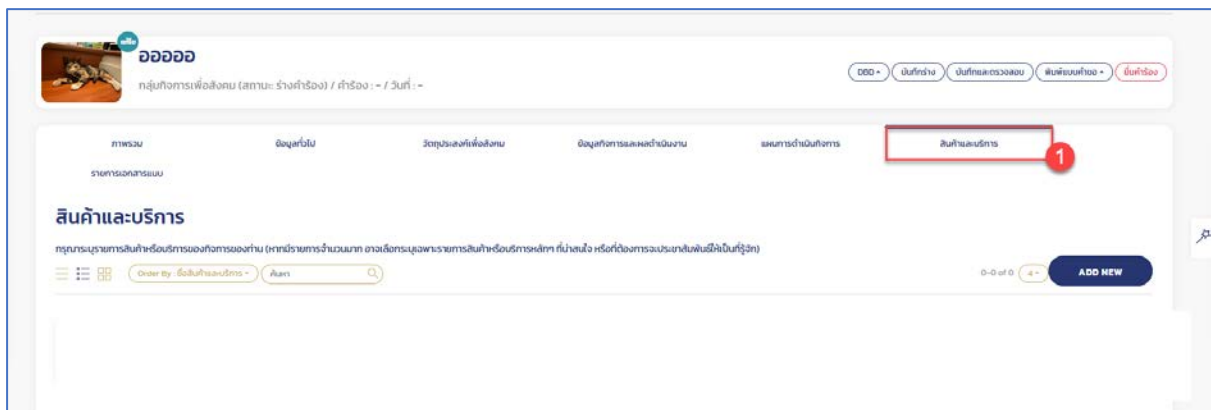 แก้ไข
อออออ
กลุ่มกิจการเพื่อสังคม (สถานะ: ร่างคำร้อง) / คำร้อง : - / วันที่ : -
DBD
บันทึกร่าง
บันทึกและตรวจสอบ
พิมพ์แบบคำขอ
ยื่นคำร้อง
ภาพรวม
ข้อมูลทั่วไป
วัตถุประสงค์เพื่อสังคม
ข้อมูลกิจการและผลดำเนินงาน
แผนการดำเนินกิจการ
สินค้าและบริการ
1
รายการเอกสารแนบ
สินค้าและบริการ
กรุณาระบุรายการสินค้าหรือบริการของกิจการของท่าน (หากมีรายการจำนวนมาก อาจเลือกระบุเฉพาะรายการสินค้าหรือบริการหลักๆ ที่น่าสนใจ หรือที่ต้องการจะประชาสัมพันธ์ให้เป็นที่รู้จัก)
Order By : ชื่อสินค้าและบริการ
ค้นหา
0-0 of 0
4
ADD NEW